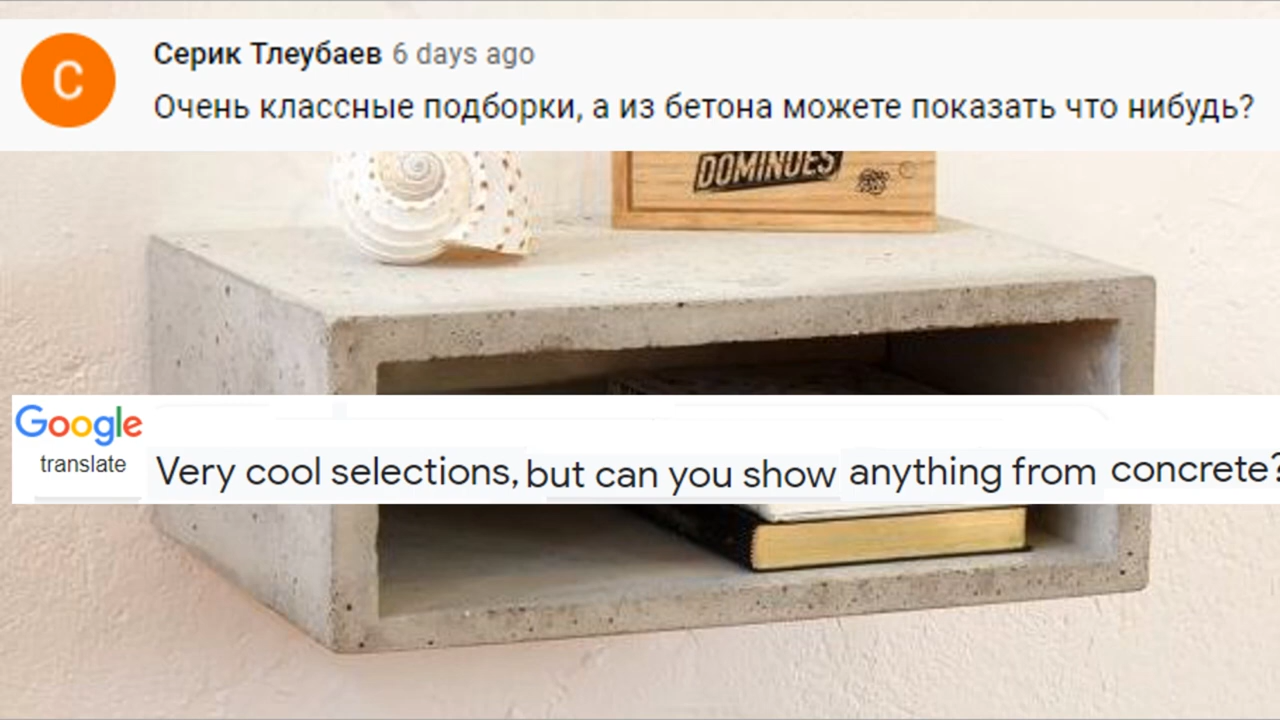 С
Серик Тлеубаев 6 days ago
Очень классные подборки, а из бетона можете показать что нибудь?
DOMINOES
Google
translate
Very cool selections, but can you show anything from concrete?